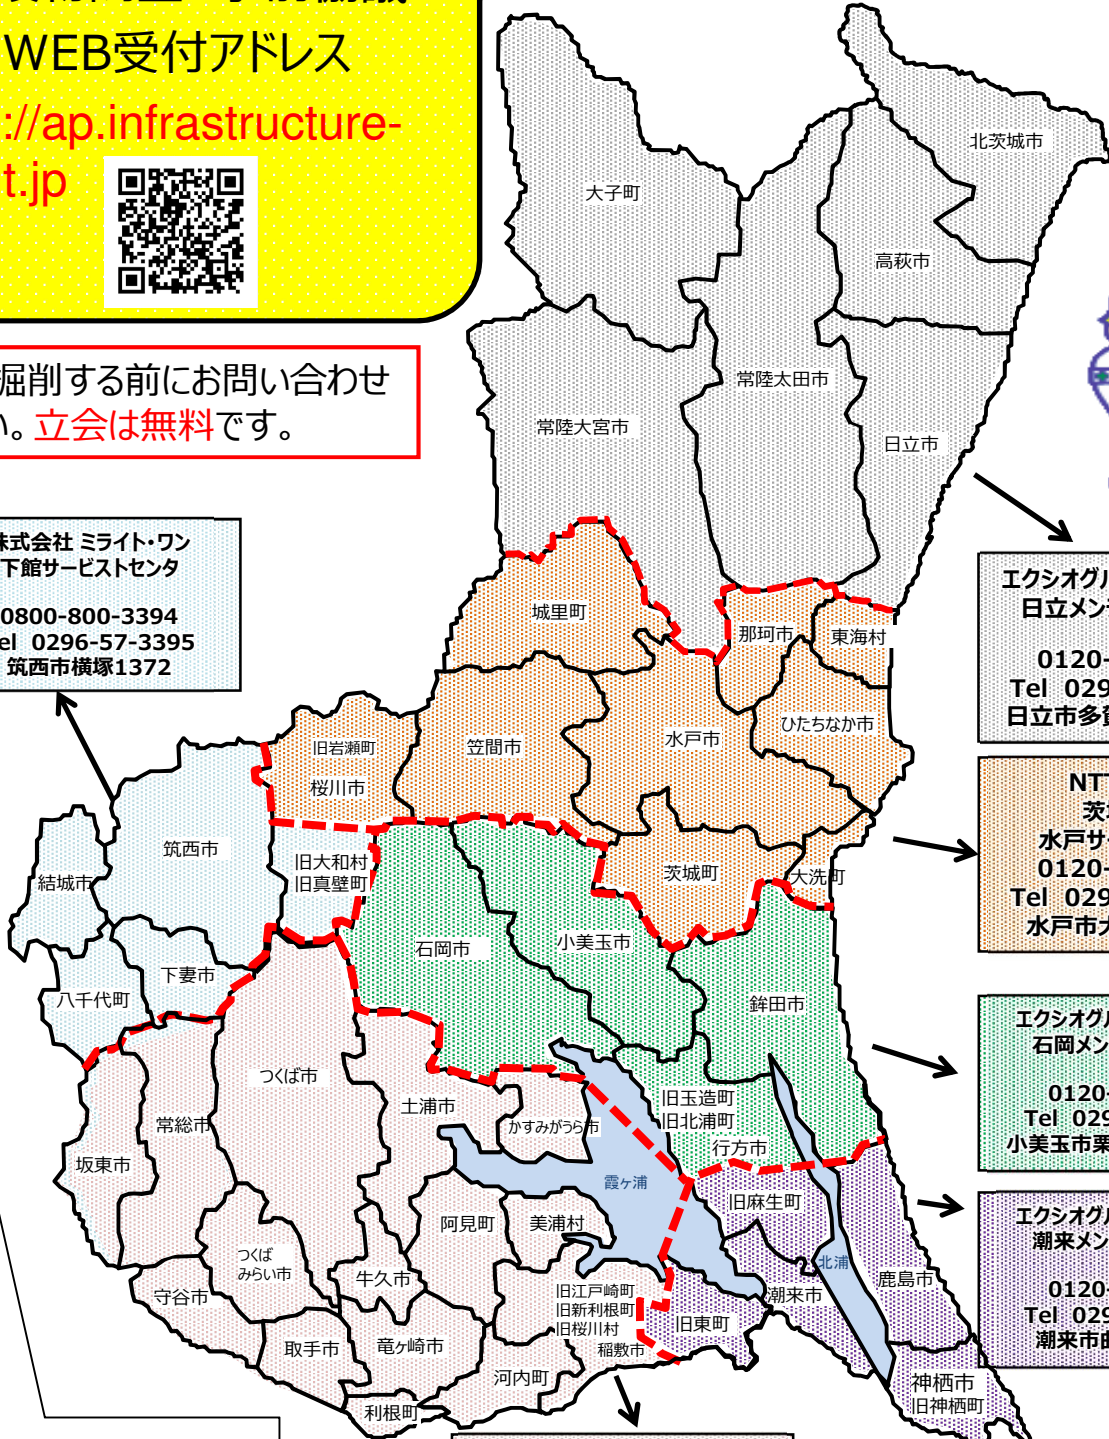 WEB受付アドレス
://ap.infrastructure-
t.jp
掘削する前にお問い合わせ
い。立会は無料です。
株式会社 ミライト・ワン
下館サービストセンタ
0800-800-3394
Tel 0296-57-3395
筑西市横塚1372
北茨城市
大子町
高萩市
常陸太田市
常陸大宮市
日立市
城里町
那珂市
東海村
ひたちなか市
水戸市
笠間市
旧岩瀬町
桜川市
茨城町
大洗町
筑西市
旧大和村
旧真壁町
結城市
小美玉市
石岡市
下妻市
八千代町
鉾田市
つくば市
土浦市
かすみがうら市
旧玉造町
旧北浦町
行方市
常総市
坂東市
霞ヶ浦
旧麻生町
阿見町
美浦村
つくば
みらい市
牛久市
北浦
鹿島市
潮来市
守谷市
旧江戸崎町
旧新利根町
旧桜川村
稲敷市
旧東町
取手市
竜ヶ崎市
河内町
利根町
神栖市
旧神栖町
エクシオグル
日立メン
0120-
Tel 029
日立市多賀
NT
茨
水戸サー
0120-
Tel 029
水戸市大
エクシオグル
石岡メン
0120-
Tel 029
小美玉市栗
エクシオグル
潮来メン
0120-
Tel 029
潮来市曲